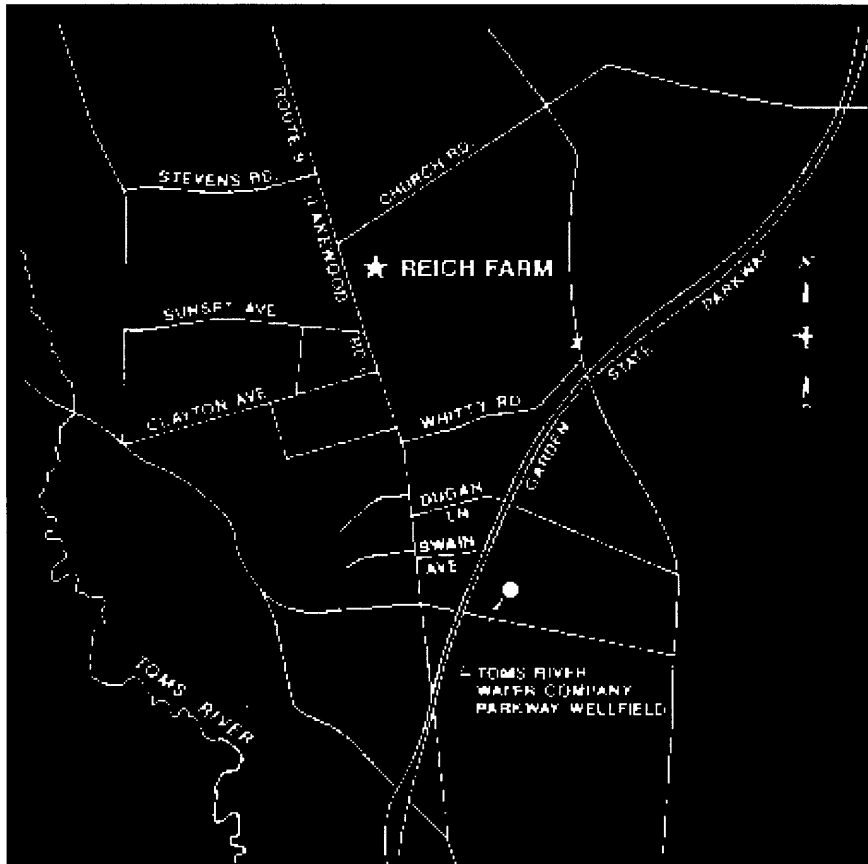 ROUTE 9
STEVENS RD.
CHURCH RD.
LAKEWOOD
RD.
REICH FARM
SUNSET AVE
PARKWAY
STATE
GARDEN
CLAYTON AVE
WHITTY RD
DUGAN
LN
SWAIN
AVE
TOMS RIVER
TOMS RIVER
WATER COMPANY
PARKWAY WELLFIELD